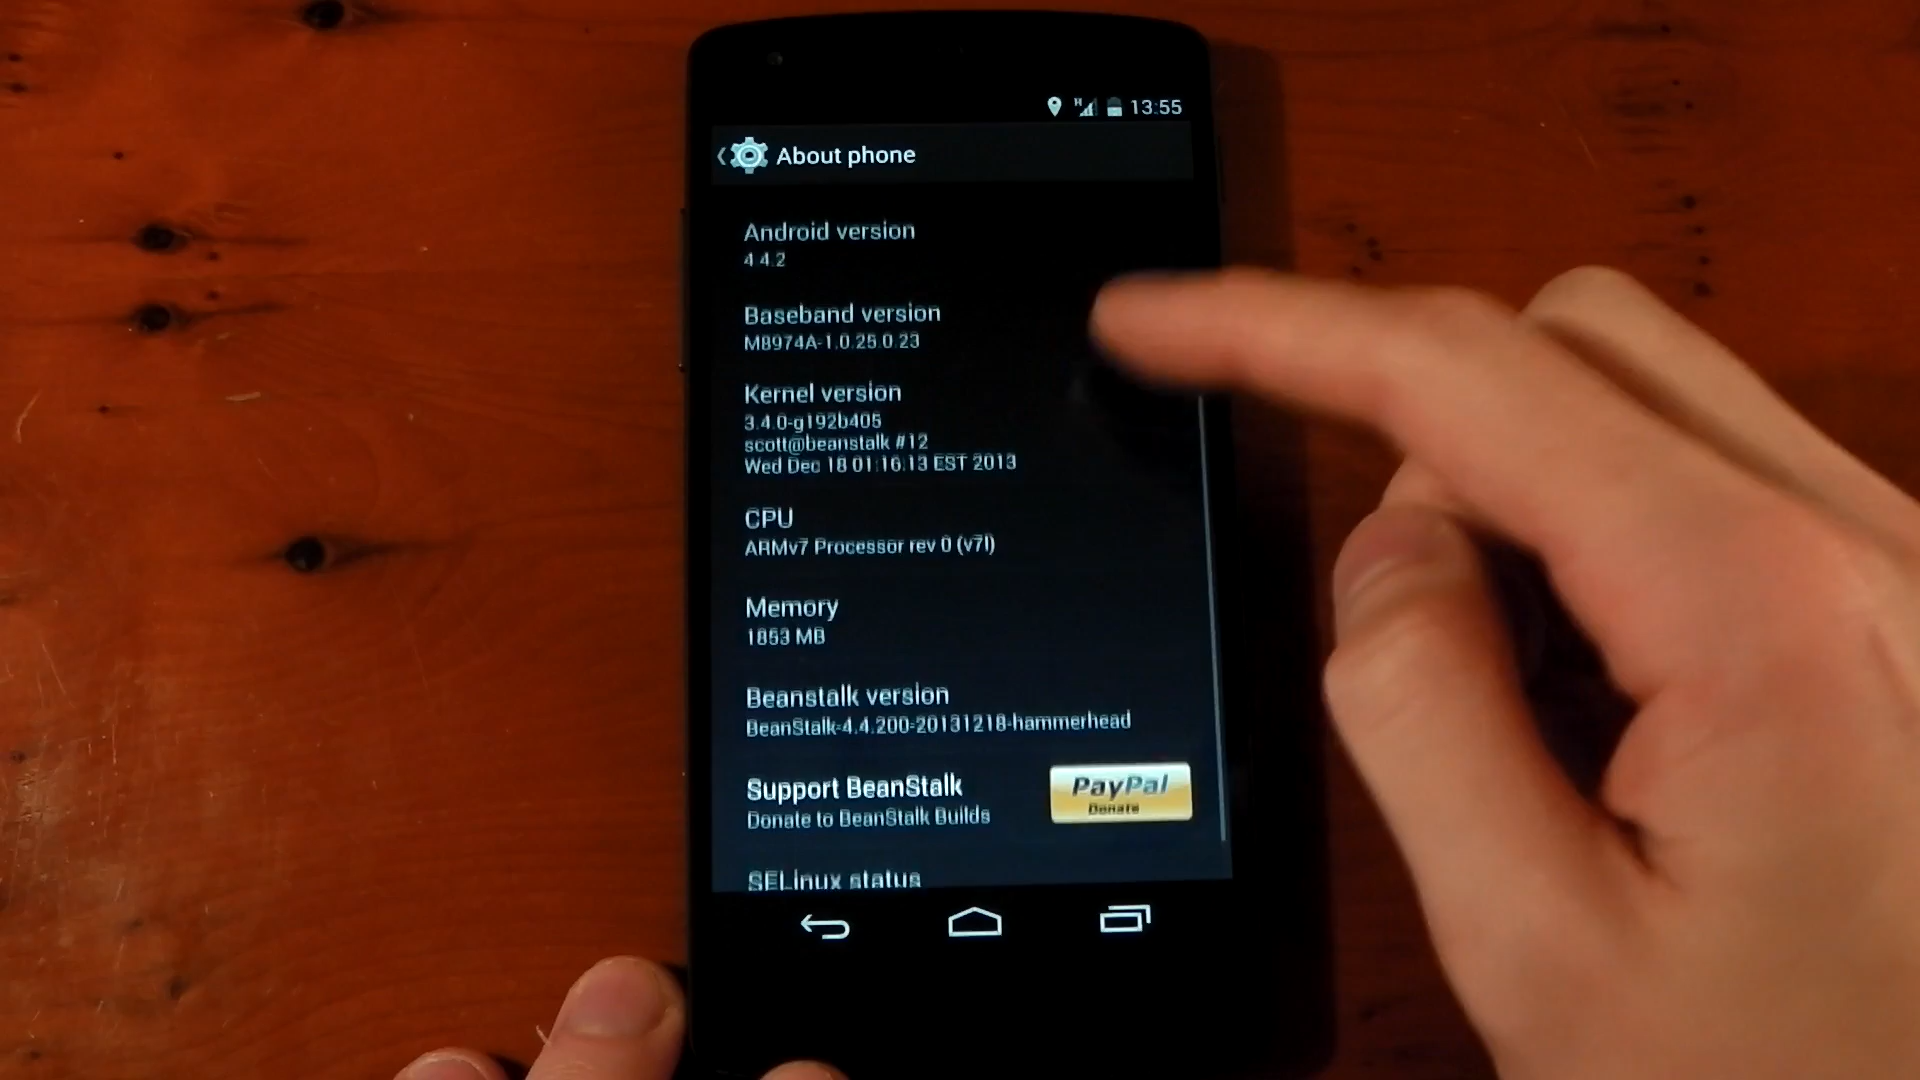 H 13:55
About phone
Android version
4.4.2
Baseband version
M8974A-1.0.25.0.23
Kernel version
3.4.0-g192b405
scott@beanstalk #12
Wed Dec 18 01:16:13 EST 2013
CPU
ARMv7 Processor rev 0 (v7l)
Memory
1853 MB
Beanstalk version
BeanStalk-4.4.200-20131218-hammerhead
Support BeanStalk
Donate to BeanStalk Builds
PayPal
Donate
SELinux status